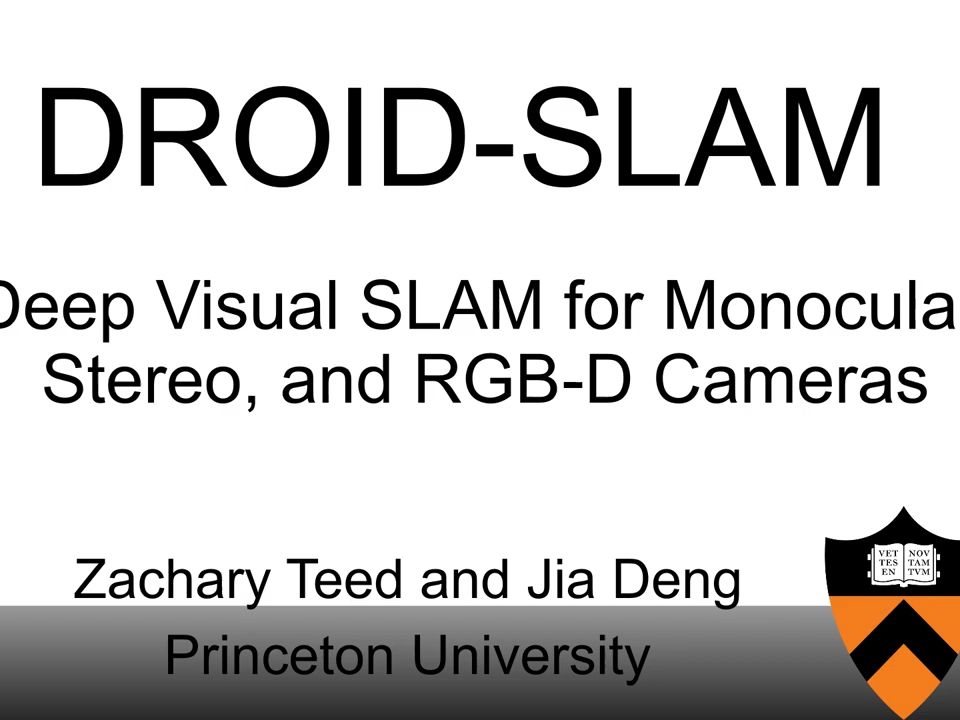 DROID-SLAM
Deep Visual SLAM for Monocula
Stereo, and RGB-D Cameras
Zachary Teed and Jia Deng
Princeton University
VET NOV
TES TAM
EN TVM